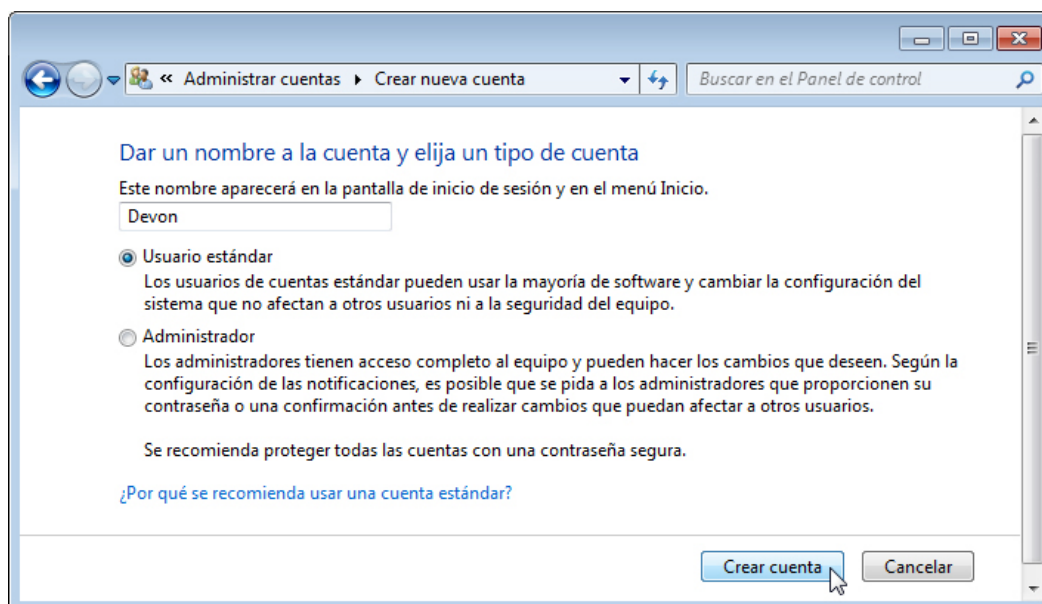 « Administrar cuentas Crear nueva cuenta Buscar en el Panel de control
Dar un nombre a la cuenta y elija un tipo de cuenta
Este nombre aparecerá en la pantalla de inicio de sesión y en el menú Inicio.
Devon
Usuario estándar
Los usuarios de cuentas estándar pueden usar la mayoría de software y cambiar la configuración del
sistema que no afectan a otros usuarios ni a la seguridad del equipo.
Administrador
Los administradores tienen acceso completo al equipo y pueden hacer los cambios que deseen. Según la
configuración de las notificaciones, es posible que se pida a los administradores que proporcionen su
contraseña o una confirmación antes de realizar cambios que puedan afectar a otros usuarios.
Se recomienda proteger todas las cuentas con una contraseña segura.
¿Por qué se recomienda usar una cuenta estándar?
Crear cuenta Cancelar